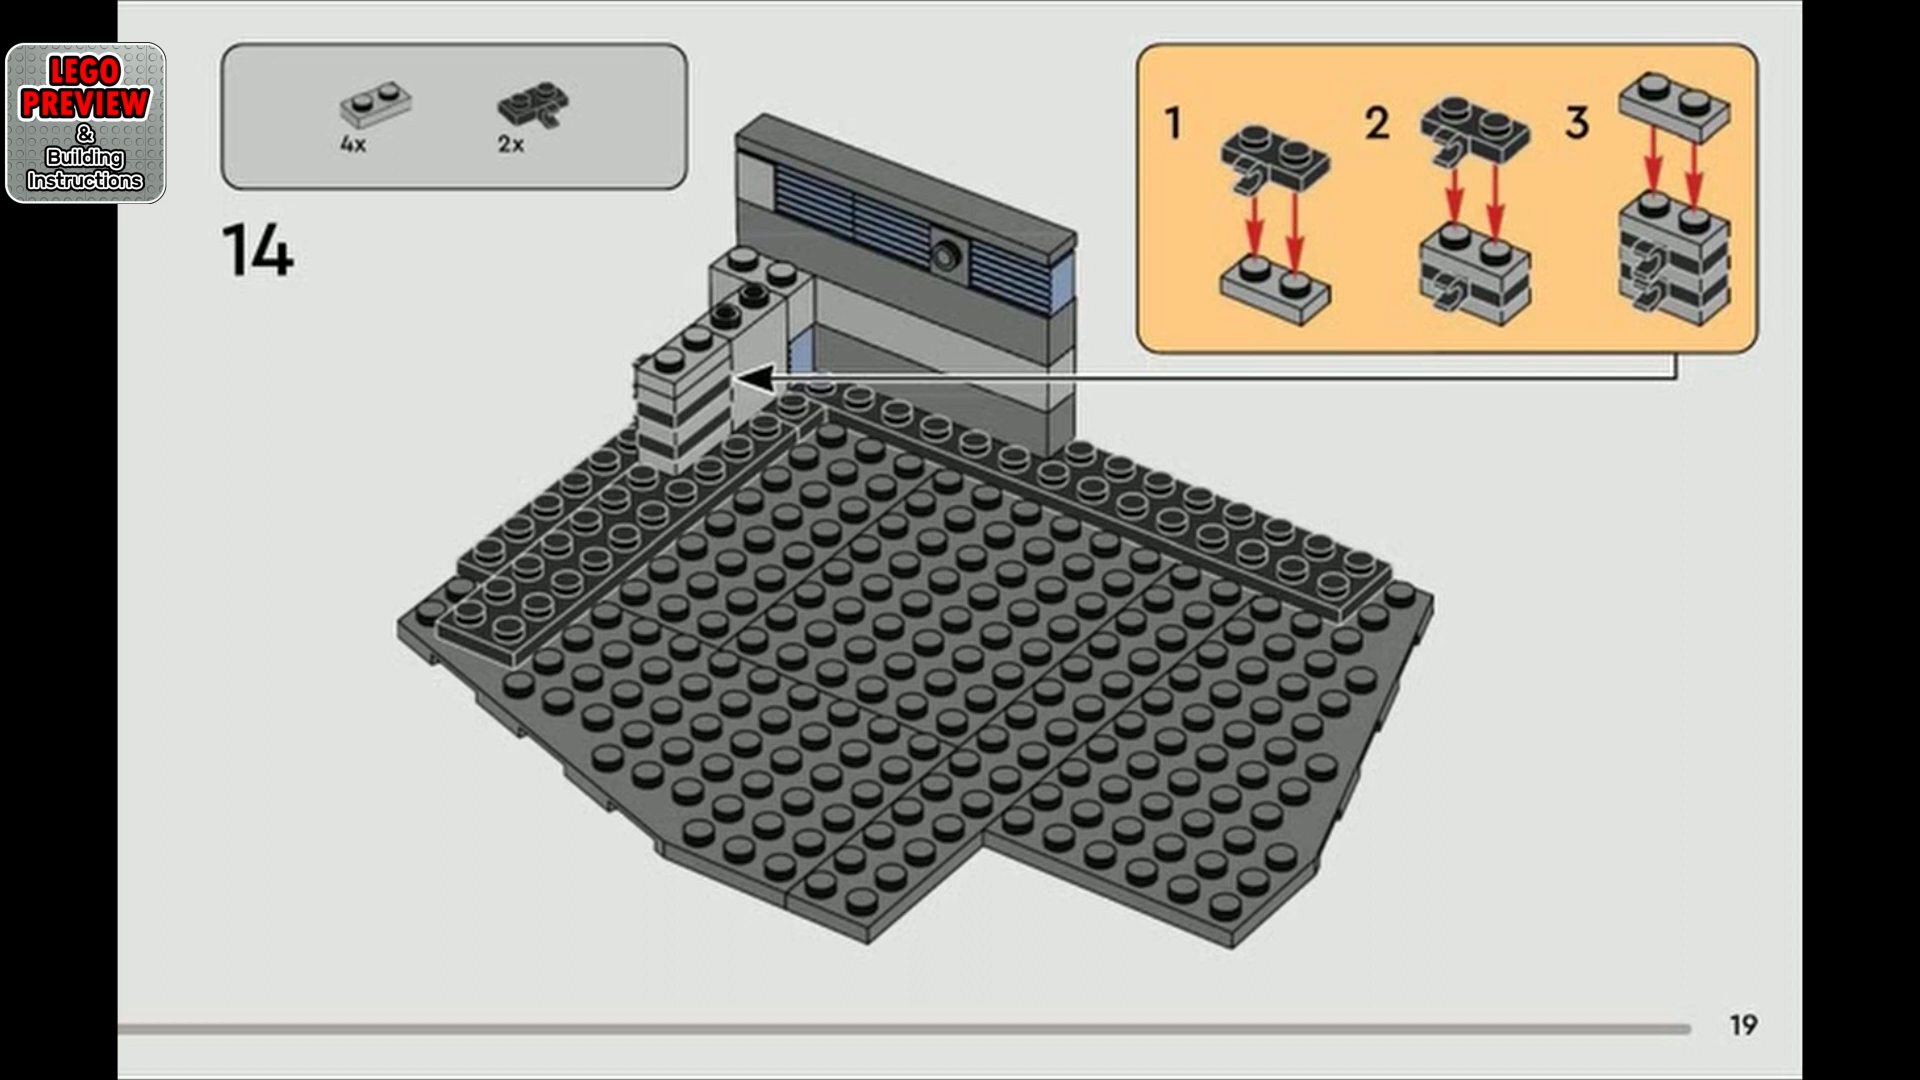 LEGO
PREVIEW
&
Building
Instructions
4x
2x
14
1
2
3
19